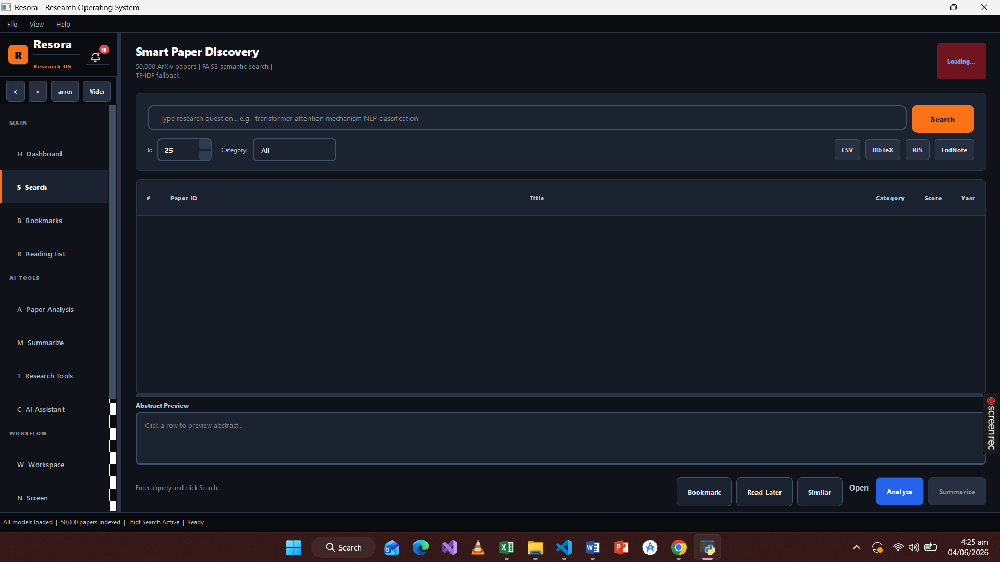 Resora - Research Operating System
File View Help
R
Resora
Research OS
10
< > arrow Wider
MAIN
H Dashboard
S Search
B Bookmarks
R Reading List
AI TOOLS
A Paper Analysis
M Summarize
T Research Tools
C AI Assistant
WORKFLOW
W Workspace
N Screen
Smart Paper Discovery
50,000 ArXiv papers | FAISS semantic search |
TF-IDF fallback
Loading...
Type research question... e.g. transformer attention mechanism NLP classification
Search
k: 25 Category: All
CSV BibTeX RIS EndNote
# Paper ID Title Category Score Year
Abstract Preview
Click a row to preview abstract...
screenrec
Enter a query and click Search.
Bookmark Read Later Similar Open Analyze Summarize
All models loaded | 50,000 papers indexed | Tfidf Search Active | Ready
Search
4:25 am
04/06/2026